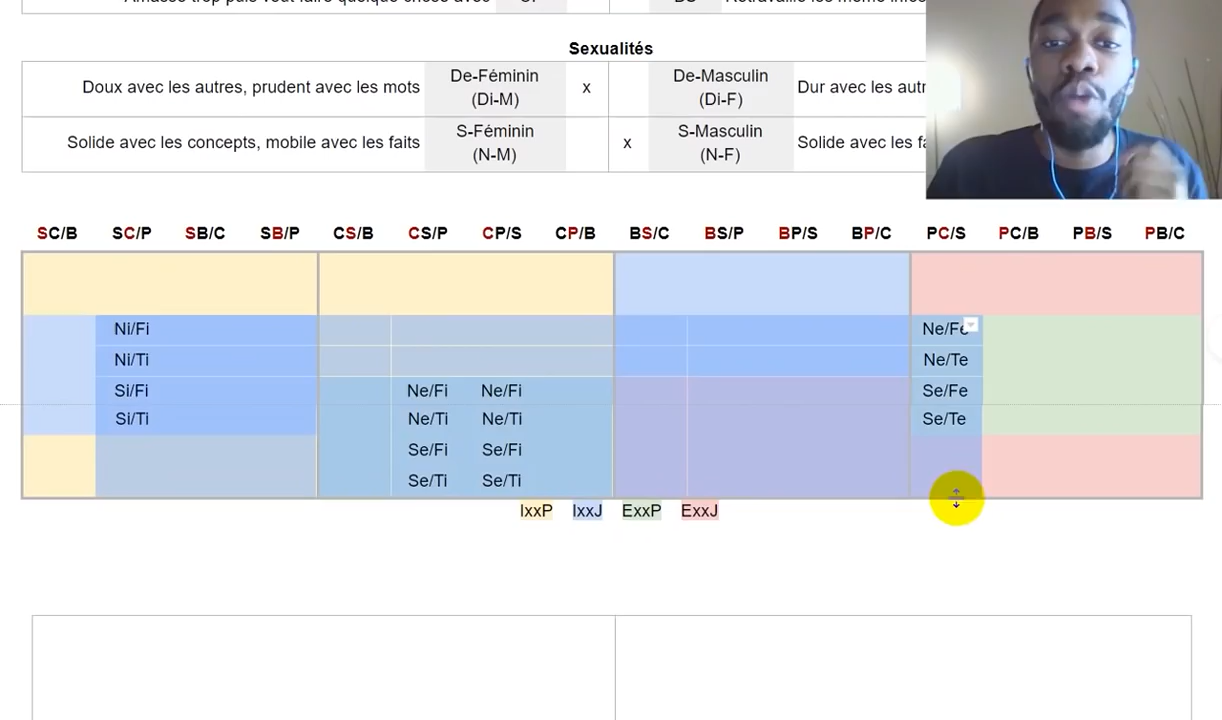 Sexualités
Doux avec les autres, prudent avec les mots De-Féminin (Di-M) x De-Masculin (Di-F) Dur avec les
Solide avec les concepts, mobile avec les faits S-Féminin (N-M) x S-Masculin (N-F) Solide avec les
SC/B SC/P SB/C SB/P CS/B CS/P CP/S CP/B BS/C BS/P BP/S BP/C PC/S PC/B PB/S PB/C
Ni/Fi Ne/Fe
Ni/Ti Ne/Te
Si/Fi Ne/Fi Ne/Fi Se/Fe
Si/Ti Ne/Ti Ne/Ti Se/Te
Se/Fi Se/Fi
Se/Ti Se/Ti
IxxP IxxJ ExxP ExxJ